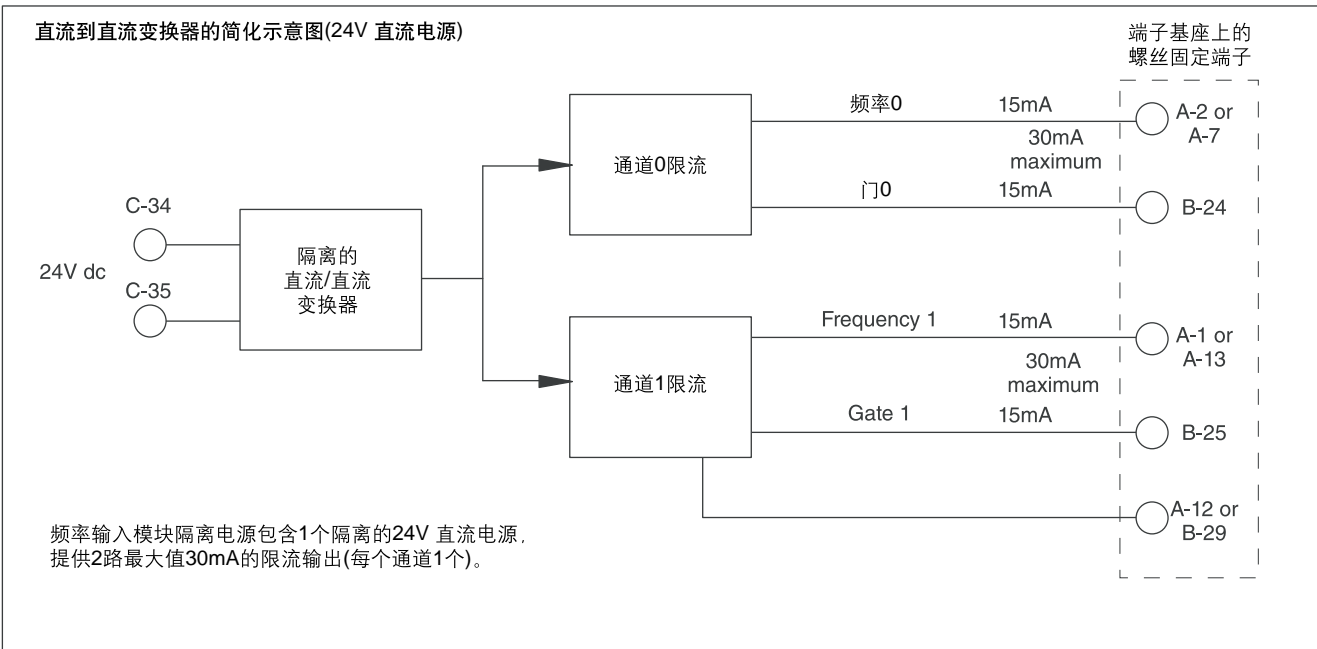 直流到直流变换器的简化示意图(24V 直流电源)
端子基座上的
螺丝固定端子
频率0
15mA
A-2 or
A-7
30mA
maximum
通道0限流
门0
15mA
B-24
C-34
24V dc
C-35
隔离的
直流/直流
变换器
Frequency 1
15mA
A-1 or
A-13
30mA
maximum
通道1限流
Gate 1
15mA
B-25
A-12 or
B-29
频率输入模块隔离电源包含1个隔离的24V 直流电源,
提供2路最大值30mA的限流输出(每个通道1个)。